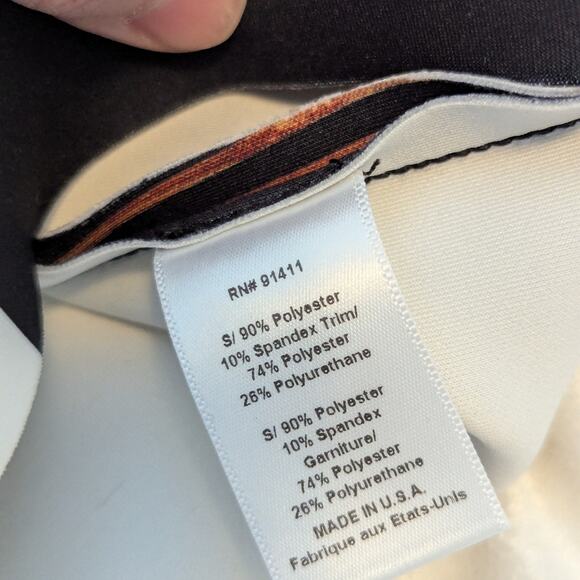 RN# 91411
S/ 90% Polyester
10% Spandex Trim/
74% Polyester
26% Polyurethane
S/ 90% Polyester
10% Spandex
Garniture/
74% Polyester
26% Polyurethane
MADE IN U.S.A.
Fabrique aux Etats-Unis